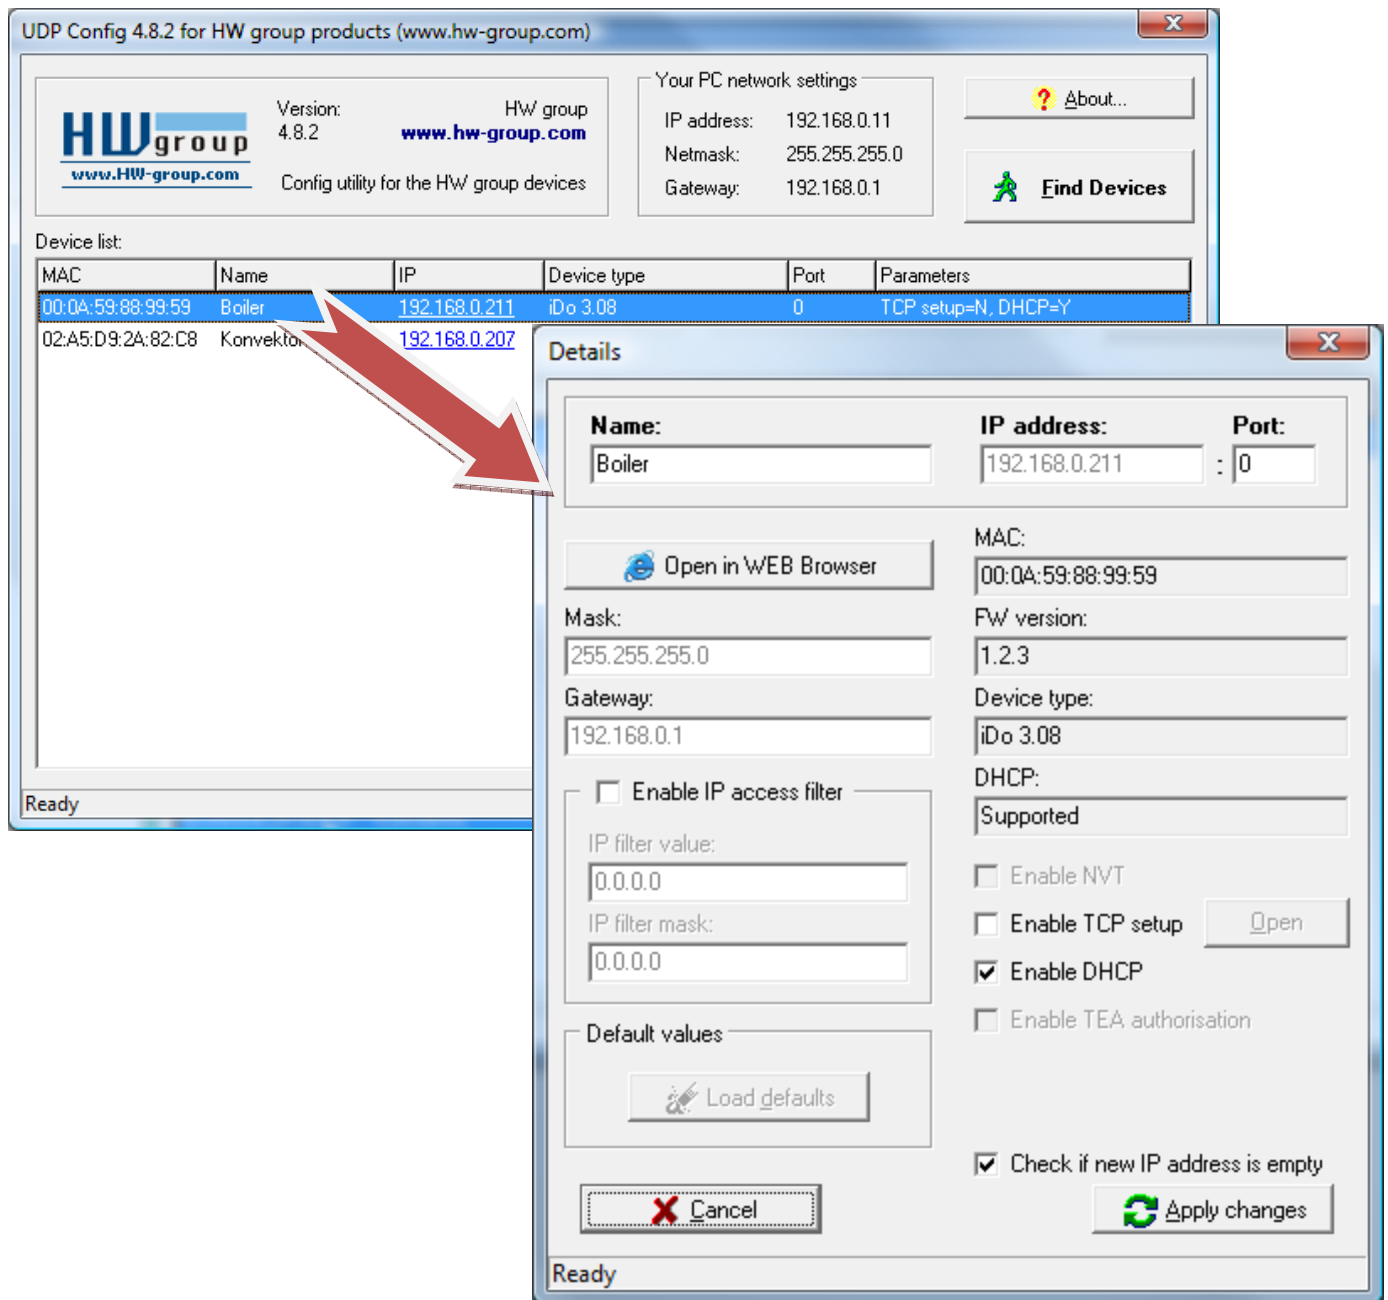 UDP Config 4.8.2 for HW group products (www.hw-group.com)
HW group
www.HW-group.com
Version:
4.8.2
HW group
www.hw-group.com
Config utility for the HW group devices
Your PC network settings
IP address: 192.168.0.11
Netmask: 255.255.255.0
Gateway: 192.168.0.1
About...
Find Devices
Device list:
MAC Name IP Device type Port Parameters
00:0A:59:88:99:59 Boiler 192.168.0.211 iDo 3.08 0 TCP setup=N, DHCP=Y
02:A5:D9:2A:82:C8 Konvektor 192.168.0.207
Ready
Details
Name: IP address: Port:
Boiler 192.168.0.211 : 0
Open in WEB Browser
Mask:
255.255.255.0
Gateway:
192.168.0.1
Enable IP access filter
IP filter value:
0.0.0.0
IP filter mask:
0.0.0.0
Default values
Load defaults
Cancel
MAC:
00:0A:59:88:99:59
FW version:
1.2.3
Device type:
iDo 3.08
DHCP:
Supported
Enable NVT
Enable TCP setup Open
Enable DHCP
Enable TEA authorisation
Check if new IP address is empty
Apply changes
Ready